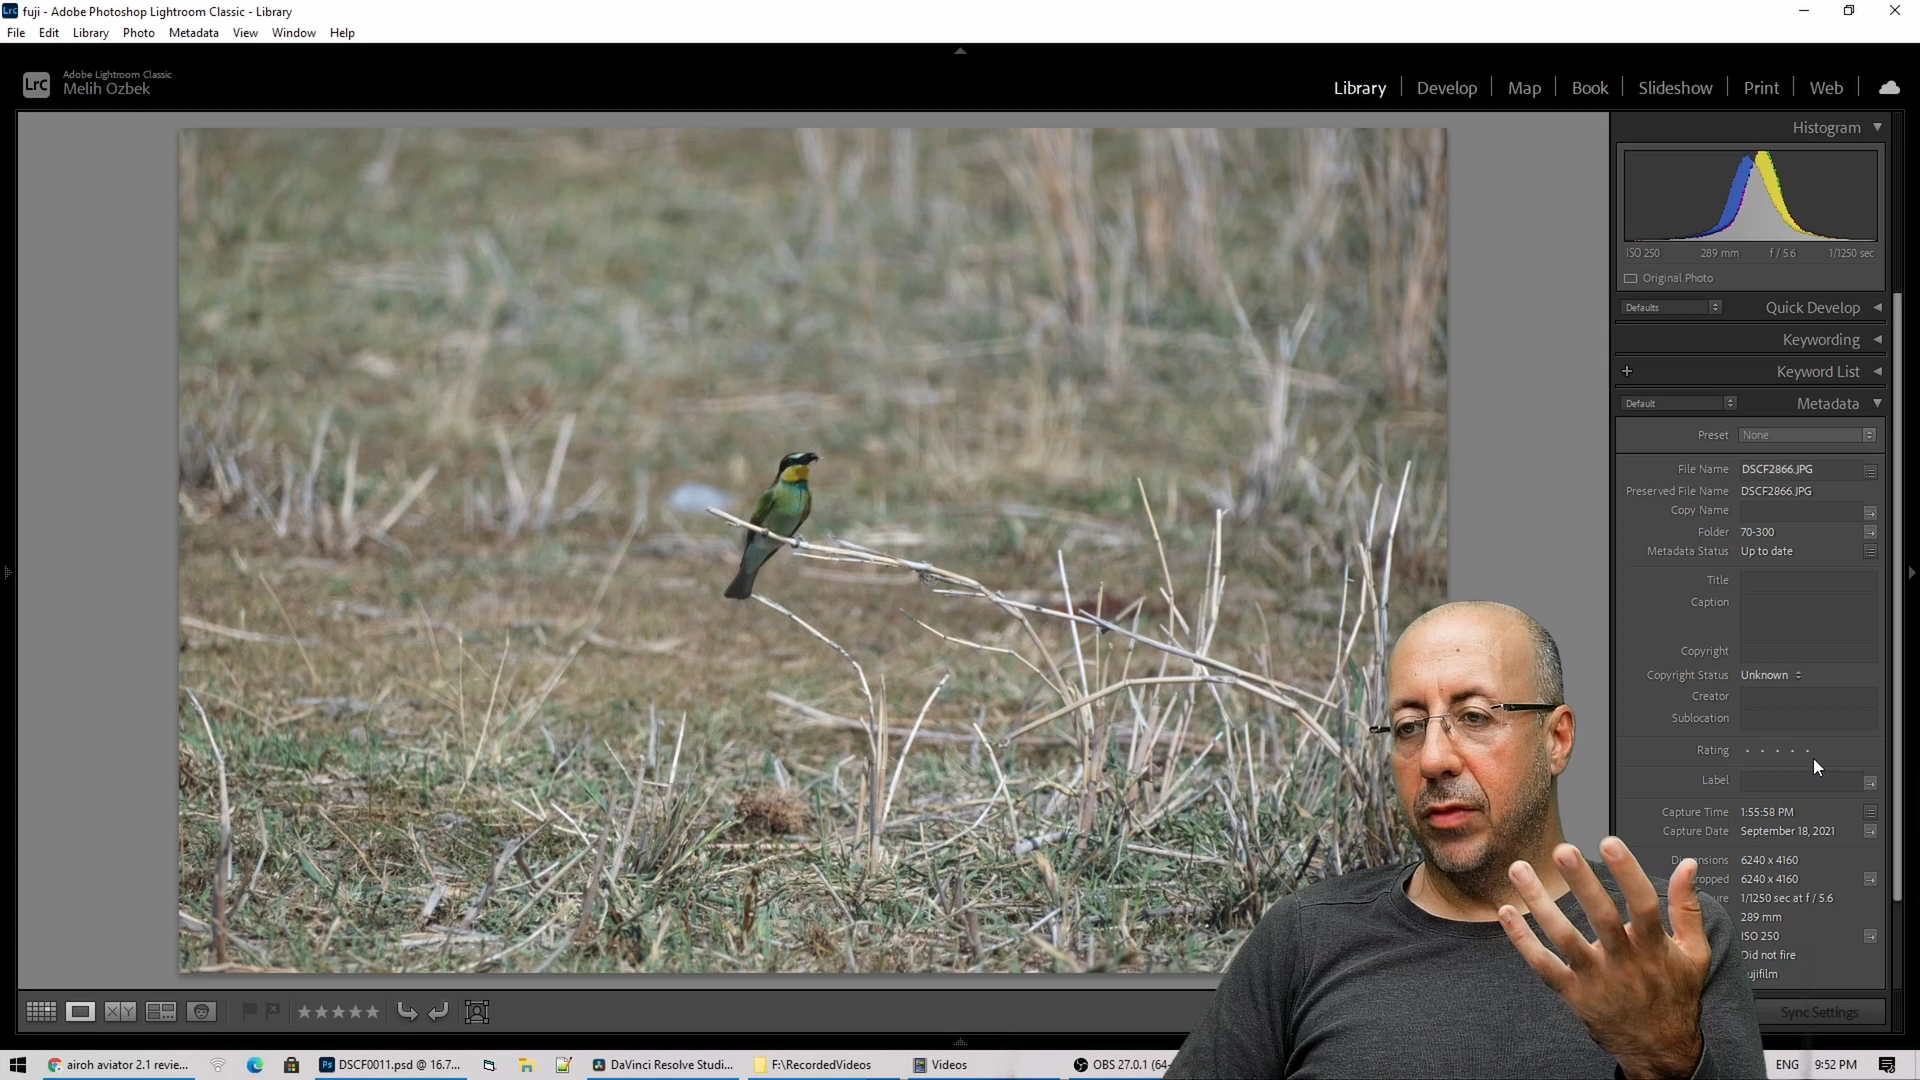 fuji - Adobe Photoshop Lightroom Classic - Library
File Edit Library Photo Metadata View Window Help
Lrc
Adobe Lightroom Classic
Melih Ozbek
Library Develop Map Book Slideshow Print Web
Histogram
ISO 250 289 mm f / 5.6 1/1250 sec
Original Photo
Defaults Quick Develop
Keywording
Keyword List
Default Metadata
Preset None
File Name DSCF2866.JPG
Preserved File Name DSCF2866.JPG
Copy Name
Folder 70-300
Metadata Status Up to date
Title
Caption
Copyright
Copyright Status Unknown
Creator
Sublocation
Rating
Label
Capture Time 1:55:58 PM
Capture Date September 18, 2021
6240 x 4160
6240 x 4160
1/1250 sec at f / 5.6
289 mm
ISO 250
Did not fire
XY
Sync Settings
airoh aviator 2.1 revie...
DSCF0011.psd @ 16.7...
DaVinci Resolve Studi...
F:\RecordedVideos
Videos
OBS 27.0.1 (64-
ENG 9:52 PM